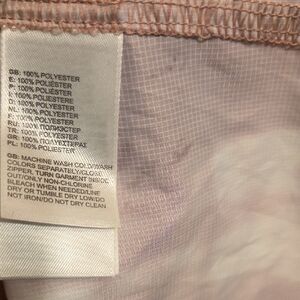 GB: 100% POLYESTER
E: 100% POLIÉSTER
P: 100% POLIÉSTER
I: 100% POLIESTERE
D: 100% POLYESTER
NL: 100% POLYESTER
F: 100% POLYESTER
RU: 100% ПОЛИЭСТЕР
TR: 100% POLYESTER
GR: 100% ΠΟΛΥΕΣΤΕΡΑΣ
PL: 100% POLIESTER
GB: MACHINE WASH COLD/WASH
COLORS SEPARATELY/CLOSE
ZIPPER, TURN GARMENT INSIDE
OUT/ONLY NON-CHLORINE
BLEACH WHEN NEEDED/LINE
DRY OR TUMBLE DRY LOW/DO
NOT IRON/DO NOT DRY CLEAN